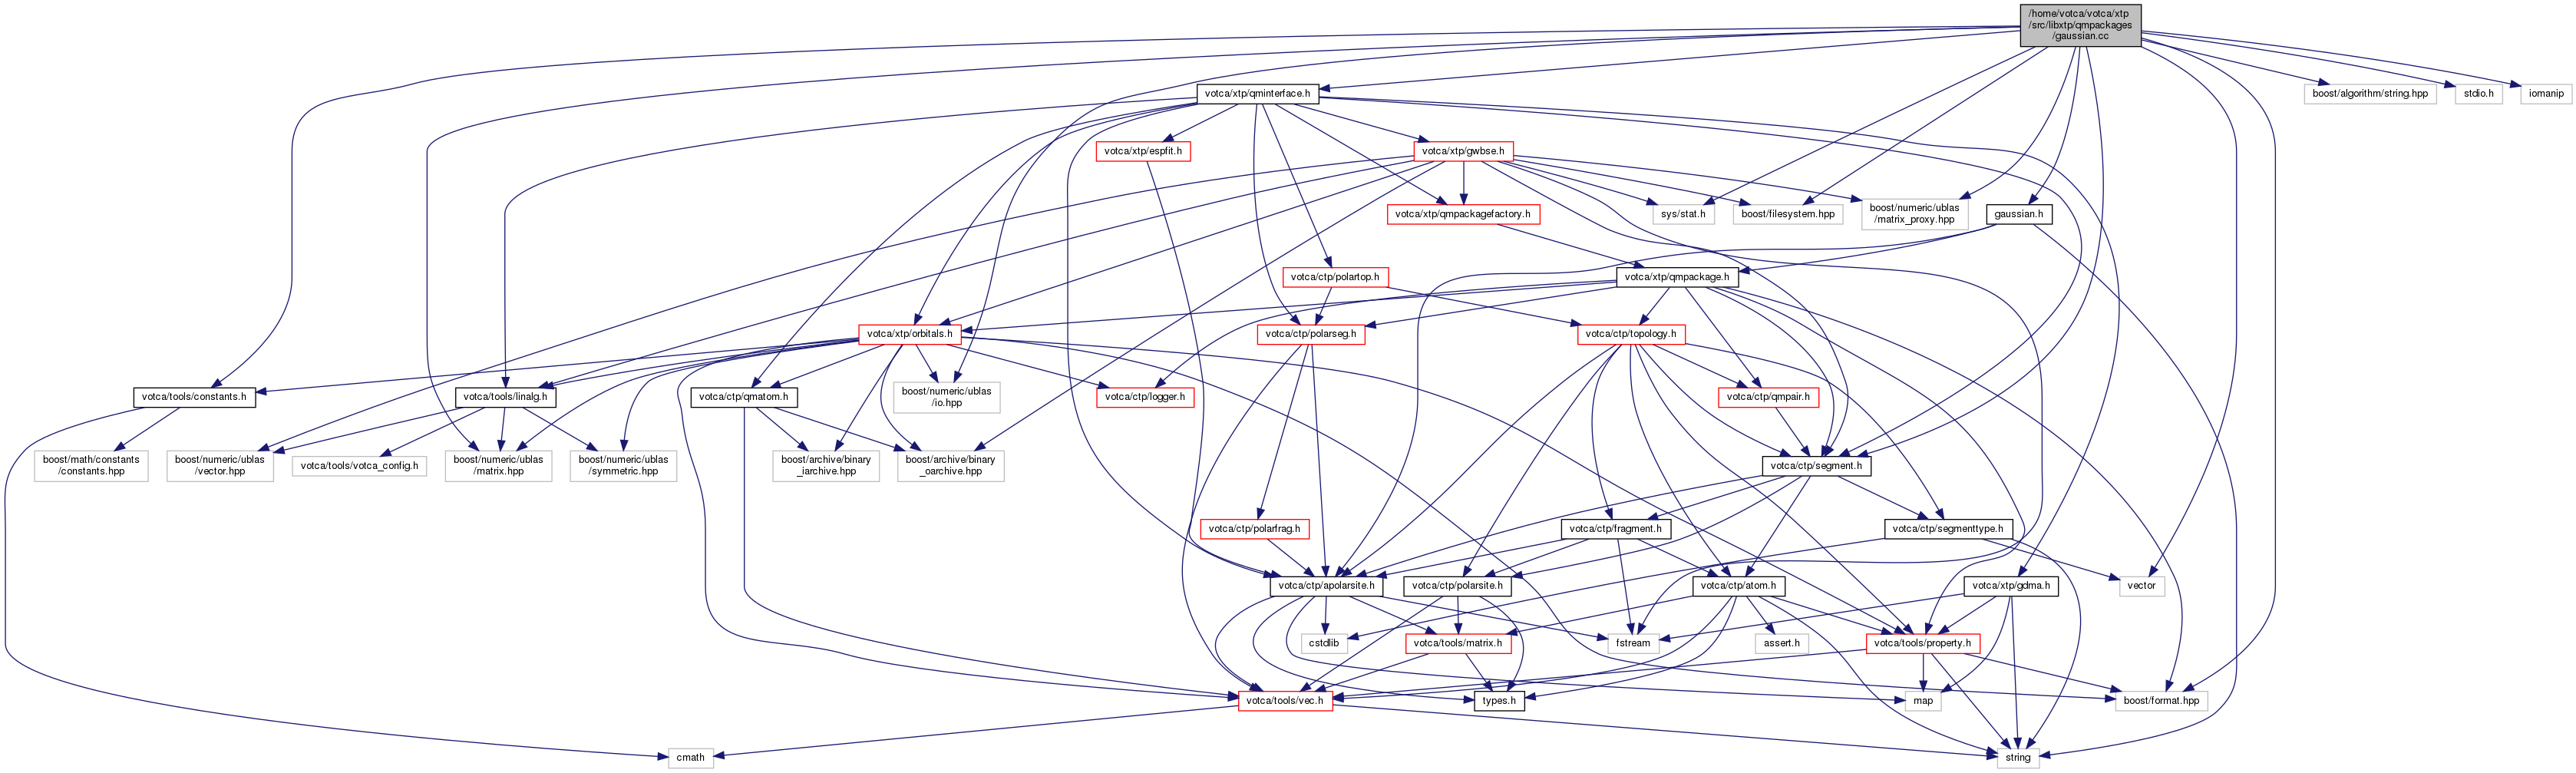 /home/votca/votca/xtp
/src/libxtp/qmpackages
/gaussian.cc
votca/xtp/qminterface.h
boost/algorithm/string.hpp
stdio.h
iomanip
votca/xtp/espfit.h
votca/xtp/gwbse.h
votca/xtp/qmpackagefactory.h
sys/stat.h
boost/filesystem.hpp
boost/numeric/ublas
/matrix_proxy.hpp
gaussian.h
votca/ctp/polartop.h
votca/xtp/qmpackage.h
votca/xtp/orbitals.h
votca/ctp/polarseg.h
votca/ctp/topology.h
votca/tools/constants.h
votca/tools/linalg.h
votca/ctp/qmatom.h
boost/numeric/ublas
/io.hpp
votca/ctp/logger.h
votca/ctp/qmpair.h
boost/math/constants
/constants.hpp
boost/numeric/ublas
/vector.hpp
votca/tools/votca_config.h
boost/numeric/ublas
/matrix.hpp
boost/numeric/ublas
/symmetric.hpp
boost/archive/binary
_iarchive.hpp
boost/archive/binary
_oarchive.hpp
votca/ctp/segment.h
votca/ctp/polarfrag.h
votca/ctp/fragment.h
votca/ctp/segmenttype.h
votca/ctp/apolarsite.h
votca/ctp/polarsite.h
votca/ctp/atom.h
votca/xtp/gdma.h
vector
cstdlib
votca/tools/matrix.h
fstream
assert.h
votca/tools/property.h
votca/tools/vec.h
types.h
map
boost/format.hpp
cmath
string